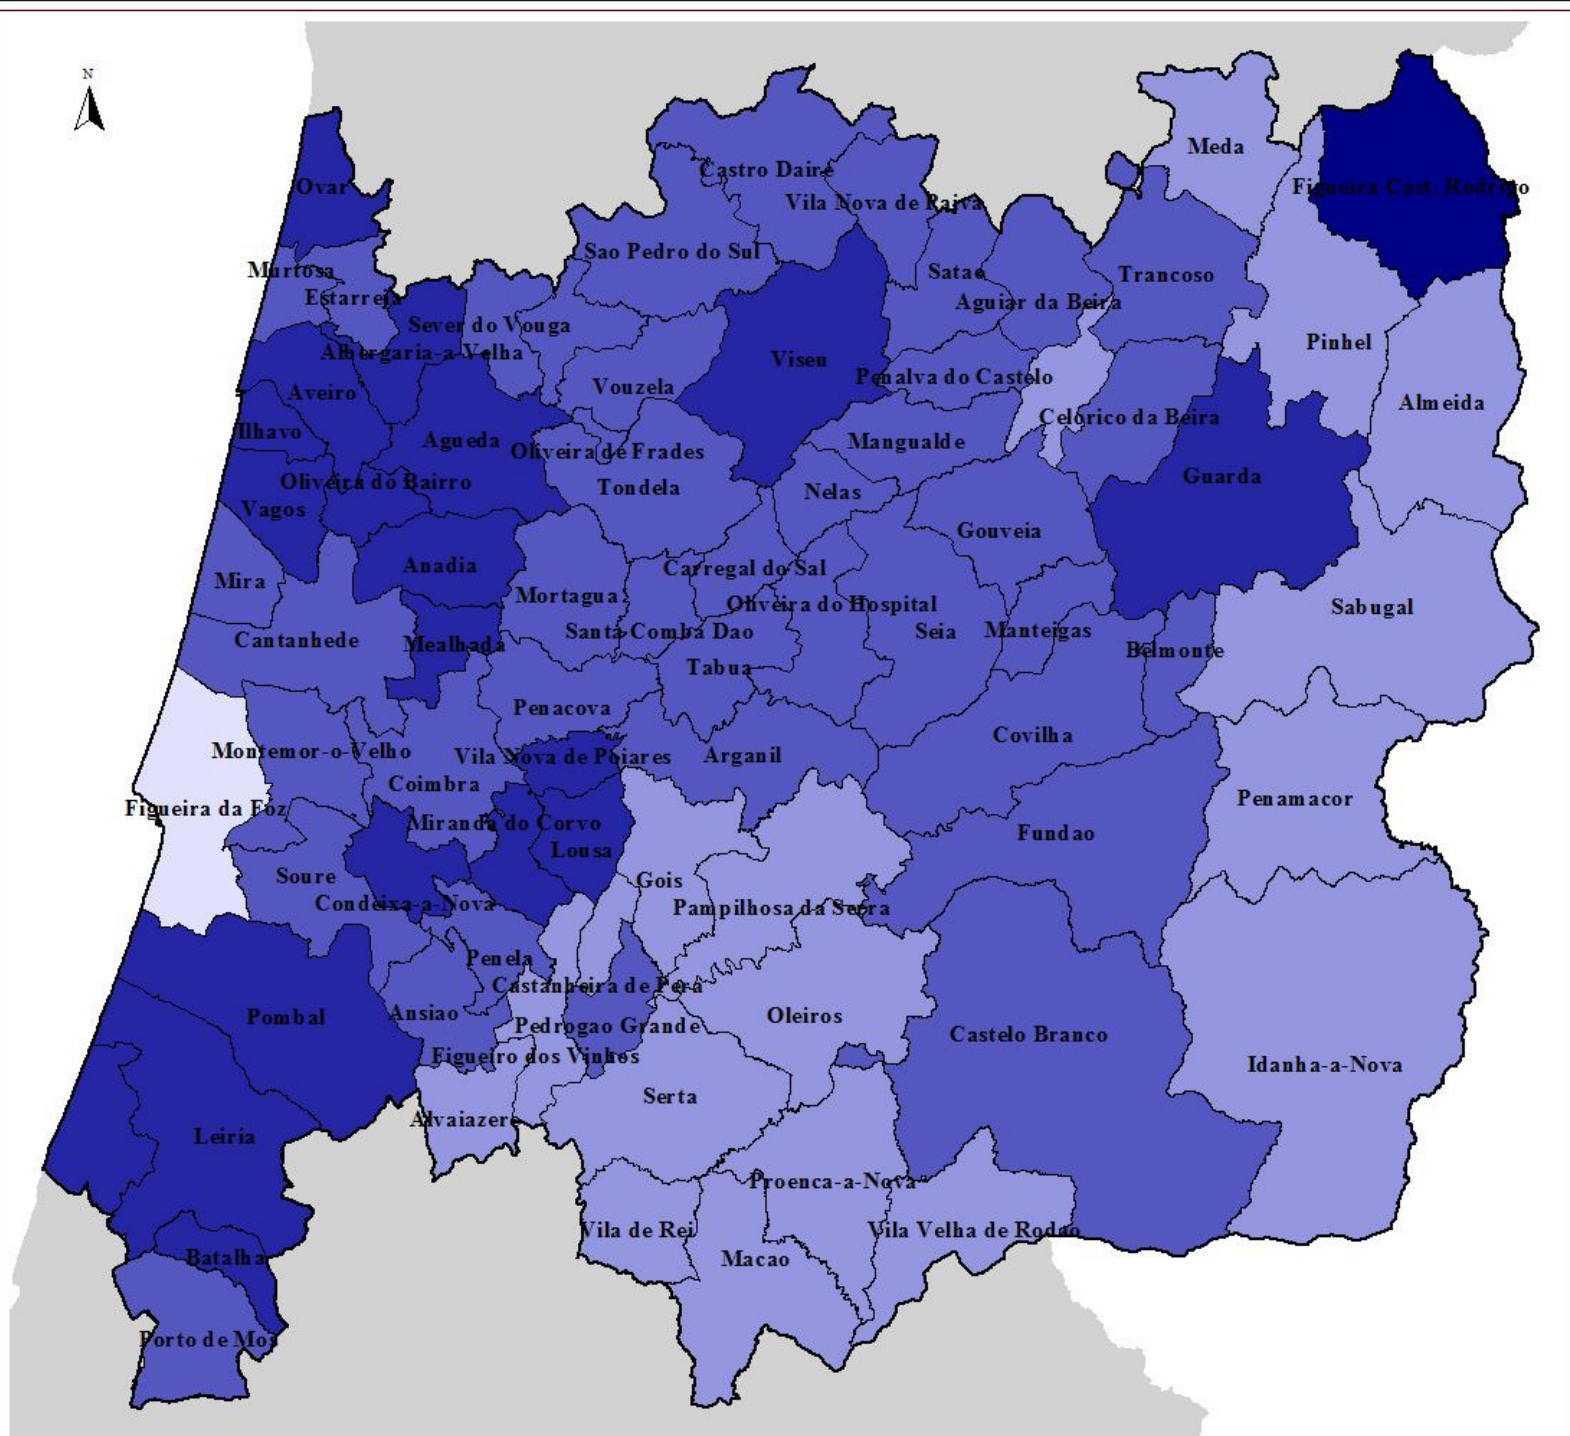 N
Meda
Castro Daire
Ovar
Figueira Cast. Rodrigo
Vila Nova de Paiva
Sao Pedro do Sul
Murtosa
Satao
Trancoso
Estarreja
Aguiar da Beira
Sever do Vouga
Pinhel
Albergaria-a-Velha
Viseu
Penalva do Castelo
Vouzela
Aveiro
Almeida
Celorico da Beira
Ilhavo
Agueda
Mangualde
Oliveira de Frades
Guarda
Oliveira do Bairro
Tondela
Nelas
Vagos
Gouveia
Anadia
Carregal do Sal
Mira
Mortagua
Oliveira do Hospital
Sabugal
Santa Comba Dao
Seia
Manteigas
Cantanhede
Mealhada
Belmonte
Tabua
Penacova
Covilha
Montemor-o-Velho
Vila Nova de Poiares
Arganil
Coimbra
Penamacor
Figueira da Foz
Miranda do Corvo
Fundao
Lousa
Soure
Gois
Condeixa-a-Nova
Pampilhosa da Serra
Penela
Castanheira de Pera
Ansiao
Pombal
Oleiros
Pedrogao Grande
Castelo Branco
Figueiro dos Vinhos
Idanha-a-Nova
Serta
Alvaiazere
Leiria
Proenca-a-Nova
Vila de Rei
Vila Velha de Rodao
Batalha
Macao
Porto de Mos